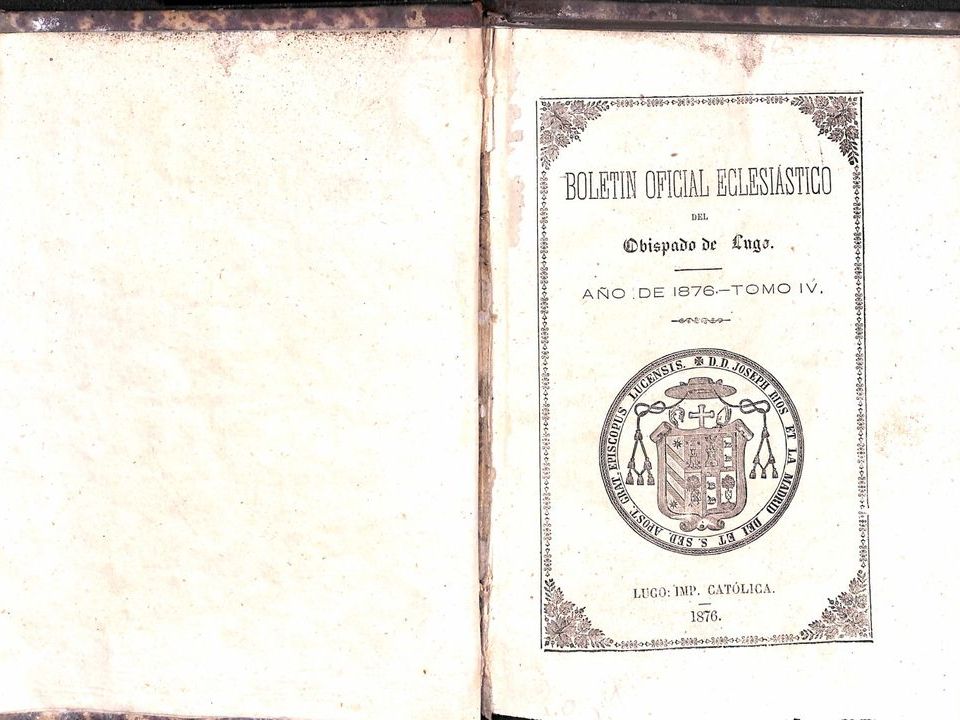 BOLETIN OFICIAL ECLESIÁSTICO
DEL
Obispado de Lugo.
AÑO DE 1876.—TOMO IV.
✠ D. D. JOSEPH RIOS ET LA MADRID DEI ET S. SED. APOST. GRAT. EPISCOPUS LUCENSIS.
LUGO: IMP. CATÓLICA.
1876.